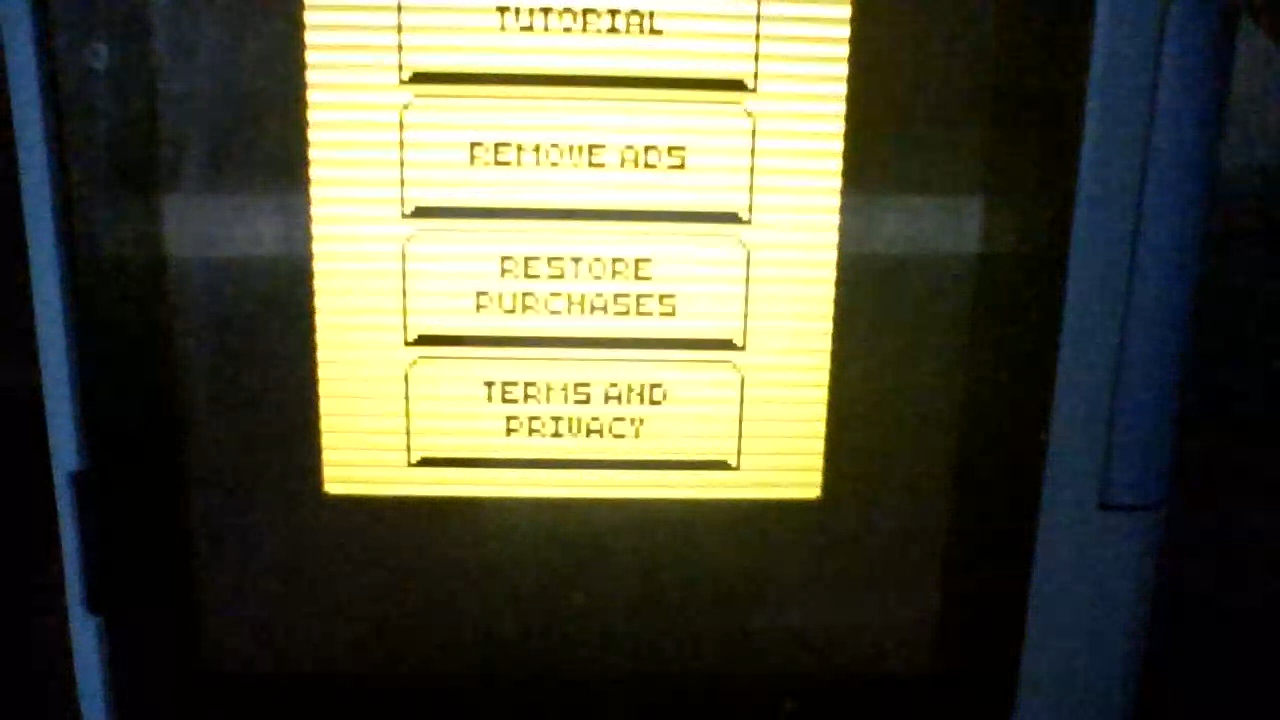 TUTORIAL
REMOVE ADS
RESTORE
PURCHASES
TERMS AND
PRIVACY